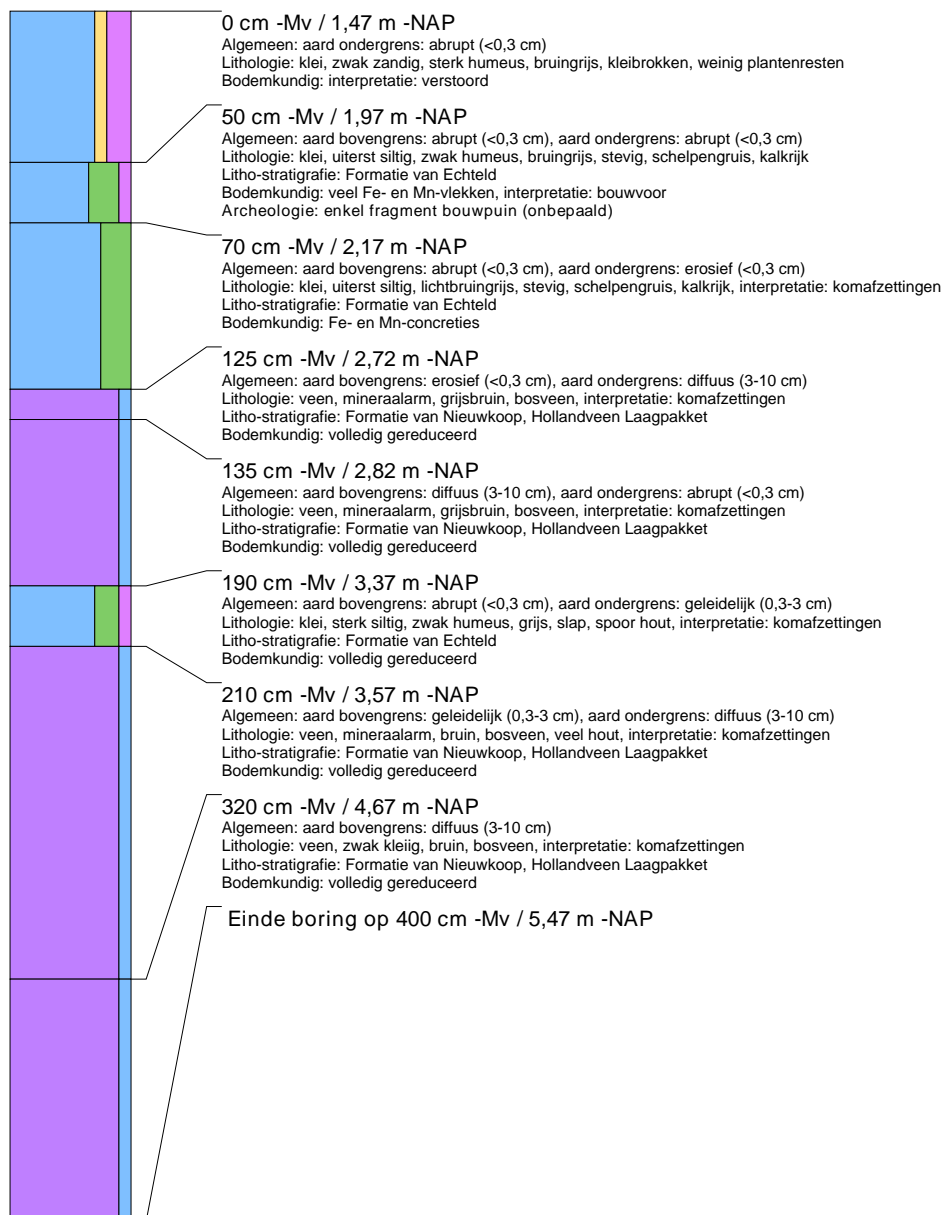 0 cm -Mv / 1,47 m -NAP
Algemeen: aard ondergrens: abrupt (<0,3 cm)
Lithologie: klei, zwak zandig, sterk humeus, bruingrijs, kleibrokken, weinig plantenresten
Bodemkundig: interpretatie: verstoord
50 cm -Mv / 1,97 m -NAP
Algemeen: aard bovengrens: abrupt (<0,3 cm), aard ondergrens: abrupt (<0,3 cm)
Lithologie: klei, uiterst siltig, zwak humeus, bruingrijs, stevig, schelpengruis, kalkrijk
Litho-stratigrafie: Formatie van Echteld
Bodemkundig: veel Fe- en Mn-vlekken, interpretatie: bouwvoor
Archeologie: enkel fragment bouwpuin (onbepaald)
70 cm -Mv / 2,17 m -NAP
Algemeen: aard bovengrens: abrupt (<0,3 cm), aard ondergrens: erosief (<0,3 cm)
Lithologie: klei, uiterst siltig, lichtbruingrijs, stevig, schelpengruis, kalkrijk, interpretatie: komafzettingen
Litho-stratigrafie: Formatie van Echteld
Bodemkundig: Fe- en Mn-concreties
125 cm -Mv / 2,72 m -NAP
Algemeen: aard bovengrens: erosief (<0,3 cm), aard ondergrens: diffuus (3-10 cm)
Lithologie: veen, mineraalarm, grijsbruin, bosveen, interpretatie: komafzettingen
Litho-stratigrafie: Formatie van Nieuwkoop, Hollandveen Laagpakket
Bodemkundig: volledig gereduceerd
135 cm -Mv / 2,82 m -NAP
Algemeen: aard bovengrens: diffuus (3-10 cm), aard ondergrens: abrupt (<0,3 cm)
Lithologie: veen, mineraalarm, grijsbruin, bosveen, interpretatie: komafzettingen
Litho-stratigrafie: Formatie van Nieuwkoop, Hollandveen Laagpakket
Bodemkundig: volledig gereduceerd
190 cm -Mv / 3,37 m -NAP
Algemeen: aard bovengrens: abrupt (<0,3 cm), aard ondergrens: geleidelijk (0,3-3 cm)
Lithologie: klei, sterk siltig, zwak humeus, grijs, slap, spoor hout, interpretatie: komafzettingen
Litho-stratigrafie: Formatie van Echteld
Bodemkundig: volledig gereduceerd
210 cm -Mv / 3,57 m -NAP
Algemeen: aard bovengrens: geleidelijk (0,3-3 cm), aard ondergrens: diffuus (3-10 cm)
Lithologie: veen, mineraalarm, bruin, bosveen, veel hout, interpretatie: komafzettingen
Litho-stratigrafie: Formatie van Nieuwkoop, Hollandveen Laagpakket
Bodemkundig: volledig gereduceerd
320 cm -Mv / 4,67 m -NAP
Algemeen: aard bovengrens: diffuus (3-10 cm)
Lithologie: veen, zwak kleiig, bruin, bosveen, interpretatie: komafzettingen
Litho-stratigrafie: Formatie van Nieuwkoop, Hollandveen Laagpakket
Bodemkundig: volledig gereduceerd
Einde boring op 400 cm -Mv / 5,47 m -NAP